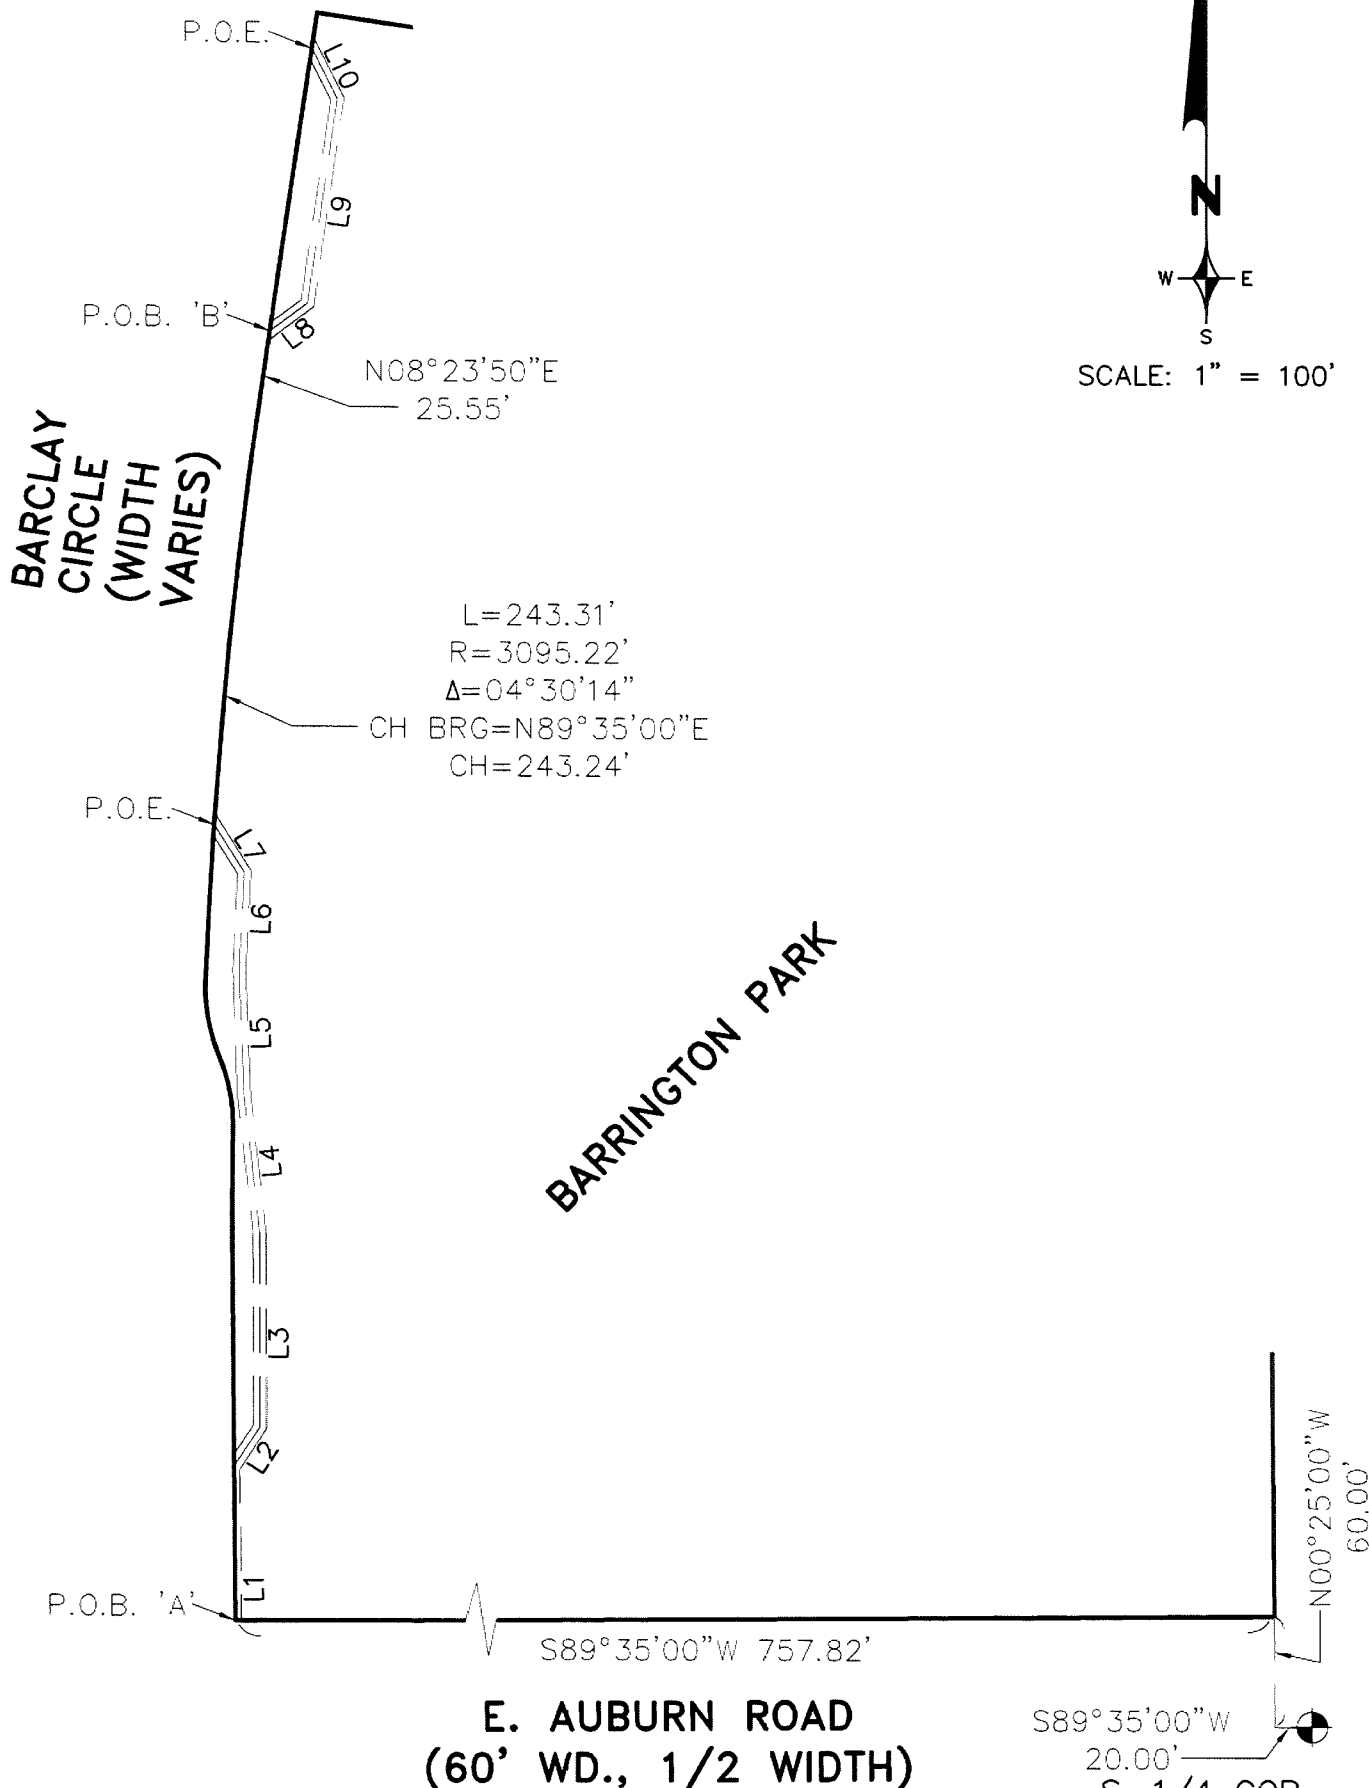 P.O.E.
L10
N
W
E
S
SCALE: 1" = 100'
L9
P.O.B. 'B'
L8
N08°23'50"E
25.55'
BARCLAY
CIRCLE
(WIDTH
VARIES)
L=243.31'
R=3095.22'
Δ=04°30'14"
CH BRG=N89°35'00"E
CH=243.24'
P.O.E.
L7
L6
L5
BARRINGTON PARK
L4
L3
L2
L1
P.O.B. 'A'
N00°25'00"W
60.00'
S89°35'00"W 757.82'
E. AUBURN ROAD
(60' WD., 1/2 WIDTH)
S89°35'00"W
20.00'
S 1/4 COR